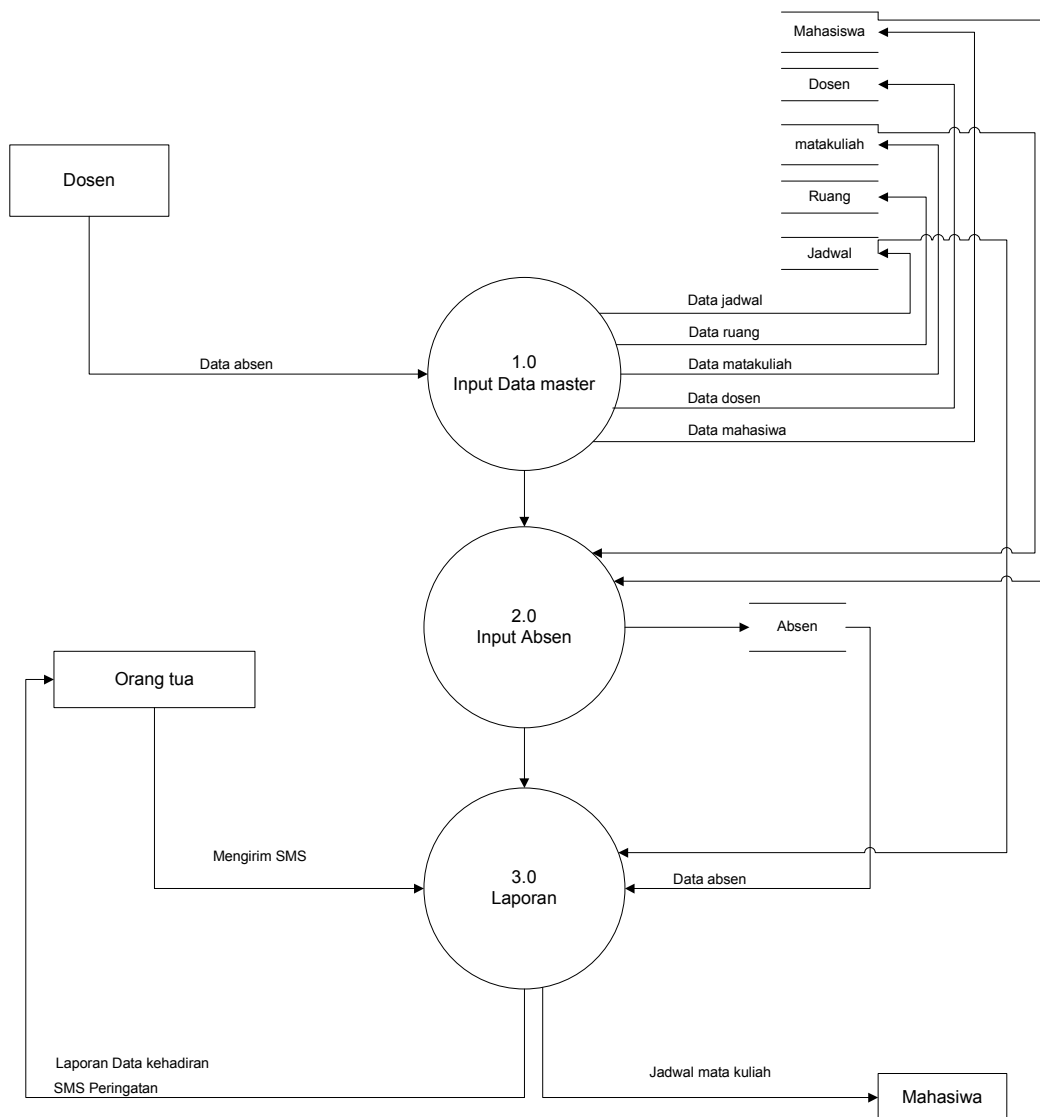 Mahasiswa
Dosen
matakuliah
Ruang
Jadwal
Dosen
Data absen
1.0
Input Data master
Data jadwal
Data ruang
Data matakuliah
Data dosen
Data mahasiwa
2.0
Input Absen
Absen
Orang tua
Mengirim SMS
3.0
Laporan
Data absen
Laporan Data kehadiran
SMS Peringatan
Jadwal mata kuliah
Mahasiwa